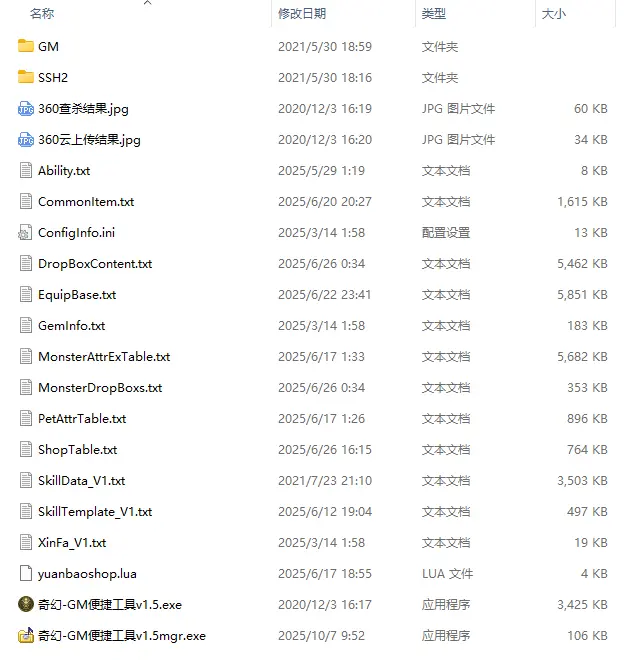 名称 修改日期 类型 大小
GM 2021/5/30 18:59 文件夹
SSH2 2021/5/30 18:16 文件夹
360查杀结果.jpg 2020/12/3 16:19 JPG 图片文件 60 KB
360云上传结果.jpg 2020/12/3 16:20 JPG 图片文件 34 KB
Ability.txt 2025/5/29 1:19 文本文档 8 KB
CommonItem.txt 2025/6/20 20:27 文本文档 1,615 KB
ConfigInfo.ini 2025/3/14 1:58 配置设置 13 KB
DropBoxContent.txt 2025/6/26 0:34 文本文档 5,462 KB
EquipBase.txt 2025/6/22 23:41 文本文档 5,851 KB
GemInfo.txt 2025/3/14 1:58 文本文档 183 KB
MonsterAttrExTable.txt 2025/6/17 1:33 文本文档 5,682 KB
MonsterDropBoxs.txt 2025/6/26 0:34 文本文档 353 KB
PetAttrTable.txt 2025/6/17 1:26 文本文档 896 KB
ShopTable.txt 2025/6/26 16:15 文本文档 764 KB
SkillData_V1.txt 2021/7/23 21:10 文本文档 3,503 KB
SkillTemplate_V1.txt 2025/6/12 19:04 文本文档 497 KB
XinFa_V1.txt 2025/3/14 1:58 文本文档 19 KB
yuanbaoshop.lua 2025/6/17 18:55 LUA 文件 4 KB
奇幻-GM便捷工具v1.5.exe 2020/12/3 16:17 应用程序 3,425 KB
奇幻-GM便捷工具v1.5mgr.exe 2025/10/7 9:52 应用程序 106 KB